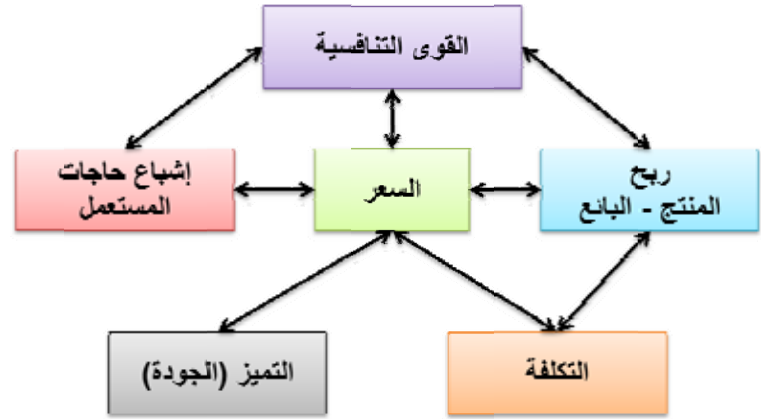 القوى التنافسية
ربح
المنتج - البائع
السعر
إشباع حاجات
المستعمل
التكلفة
التميز (الجودة)